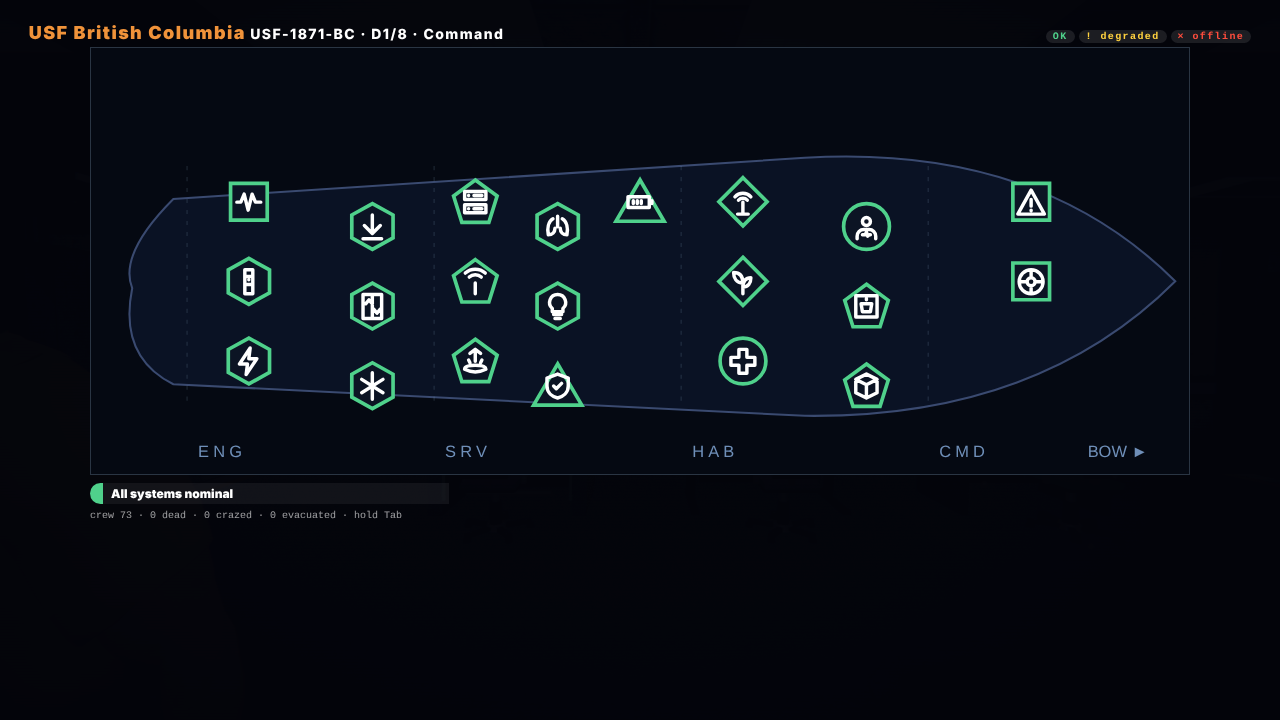 USF British Columbia USF-1871-BC · D1/8 · Command
OK ! degraded × offline
ENG SRV HAB CMD BOW ►
All systems nominal
crew 73 · 0 dead · 0 crazed · 0 evacuated · hold Tab